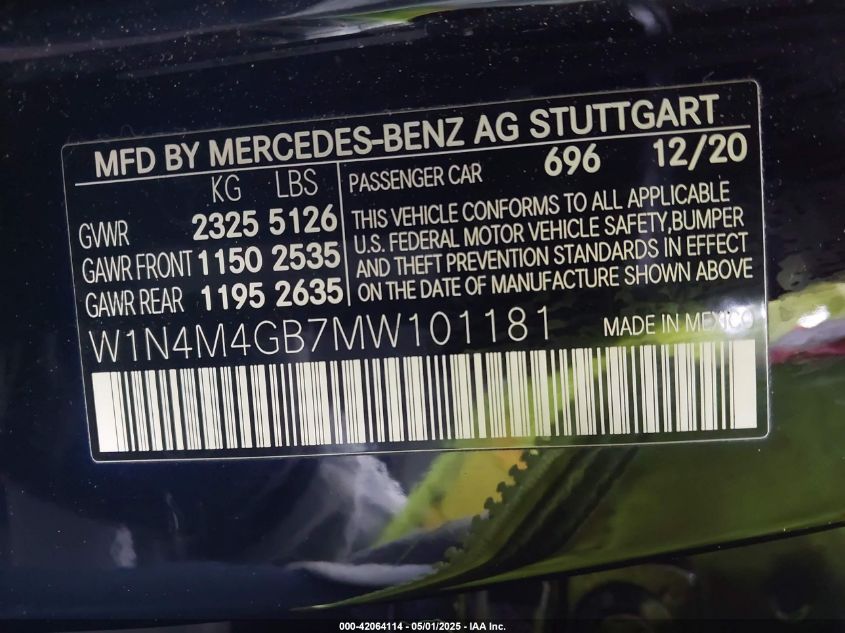 MFD BY MERCEDES-BENZ AG STUTTGART
KG LBS
GVWR 2325 5126
GAWR FRONT 1150 2535
GAWR REAR 1195 2635
PASSENGER CAR 696 12/20
THIS VEHICLE CONFORMS TO ALL APPLICABLE
U.S. FEDERAL MOTOR VEHICLE SAFETY,BUMPER
AND THEFT PREVENTION STANDARDS IN EFFECT
ON THE DATE OF MANUFACTURE SHOWN ABOVE
W1N4M4GB7MW101181 MADE IN MEXICO
000-42064114 - 05/01/2025 - IAA Inc.